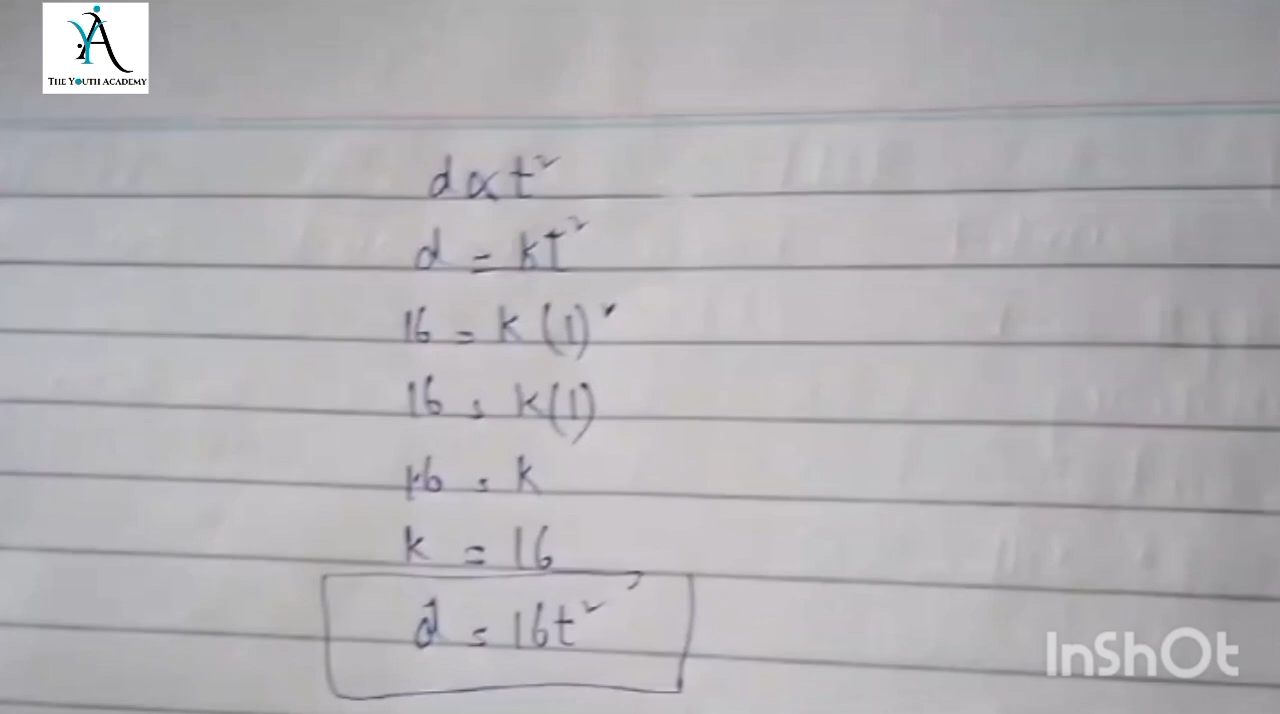 THE YOUTH ACADEMY
d ∝ t²
d = kt²
16 = k (1)²
16 = k(1)
16 = k
k = 16
d = 16t²
InShOt